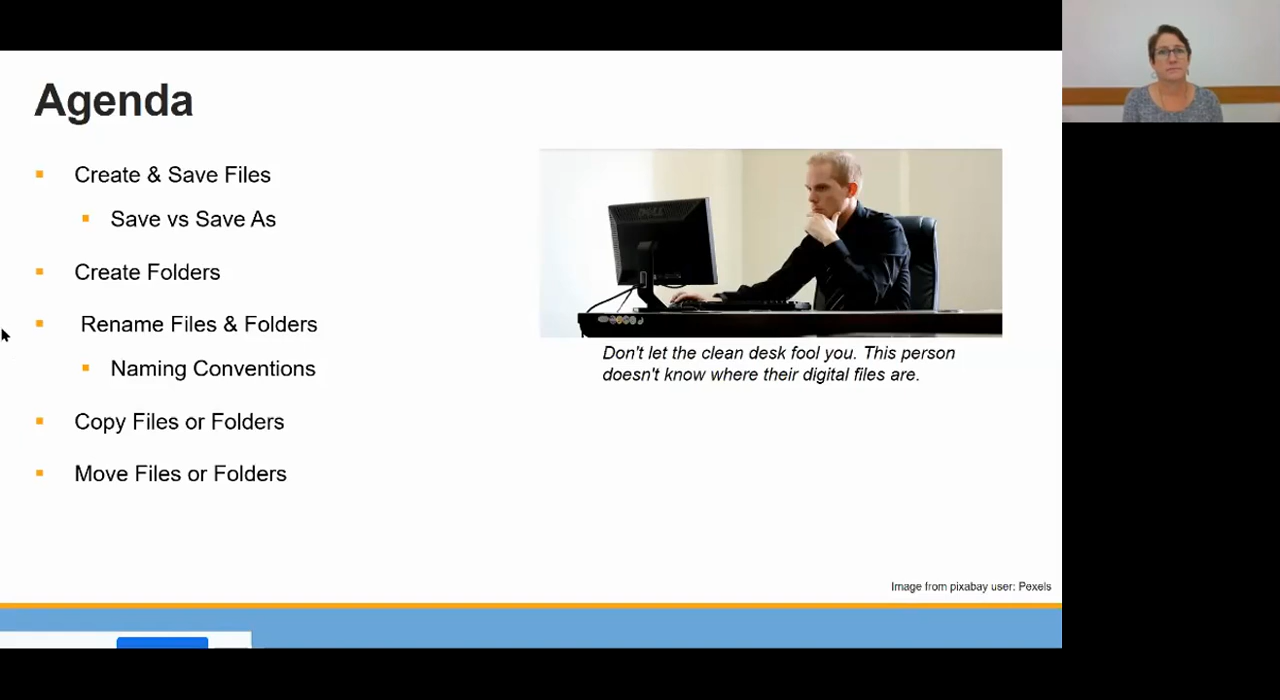 Agenda
Create & Save Files
Save vs Save As
Create Folders
Rename Files & Folders
Naming Conventions
Copy Files or Folders
Move Files or Folders
DELL
Don't let the clean desk fool you. This person
doesn't know where their digital files are.
Image from pixabay user: Pexels